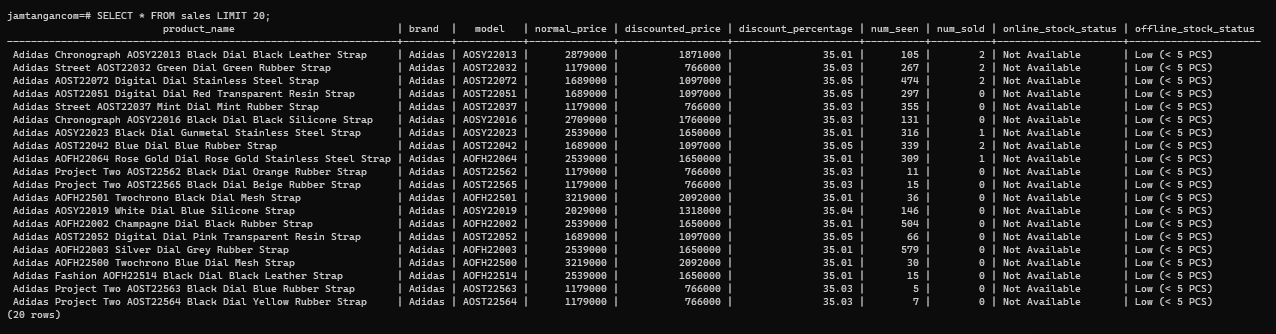 jamtangancom=# SELECT * FROM sales LIMIT 20;
product_name | brand | model | normal_price | discounted_price | discount_percentage | num_seen | num_sold | online_stock_status | offline_stock_status
Adidas Chronograph AOSY22013 Black Dial Black Leather Strap | Adidas | AOSY22013 | 2879000 | 1871000 | 35.01 | 105 | 2 | Not Available | Low (< 5 PCS)
Adidas Street AOST22032 Green Dial Green Rubber Strap | Adidas | AOST22032 | 1179000 | 766000 | 35.03 | 267 | 2 | Not Available | Low (< 5 PCS)
Adidas AOST22072 Digital Dial Stainless Steel Strap | Adidas | AOST22072 | 1689000 | 1097000 | 35.05 | 474 | 2 | Not Available | Low (< 5 PCS)
Adidas AOST22051 Digital Dial Red Transparent Resin Strap | Adidas | AOST22051 | 1689000 | 1097000 | 35.05 | 297 | 0 | Not Available | Low (< 5 PCS)
Adidas Street AOST22037 Mint Dial Mint Rubber Strap | Adidas | AOST22037 | 1179000 | 766000 | 35.03 | 355 | 0 | Not Available | Low (< 5 PCS)
Adidas Chronograph AOSY22016 Black Dial Black Silicone Strap | Adidas | AOSY22016 | 2709000 | 1760000 | 35.03 | 131 | 0 | Not Available | Low (< 5 PCS)
Adidas AOSY22023 Black Dial Gunmetal Stainless Steel Strap | Adidas | AOSY22023 | 2539000 | 1650000 | 35.01 | 316 | 1 | Not Available | Low (< 5 PCS)
Adidas AOST22042 Blue Dial Blue Rubber Strap | Adidas | AOST22042 | 1689000 | 1097000 | 35.05 | 339 | 2 | Not Available | Low (< 5 PCS)
Adidas AOFH22064 Rose Gold Dial Rose Gold Stainless Steel Strap | Adidas | AOFH22064 | 2539000 | 1650000 | 35.01 | 309 | 1 | Not Available | Low (< 5 PCS)
Adidas Project Two AOST22562 Black Dial Orange Rubber Strap | Adidas | AOST22562 | 1179000 | 766000 | 35.03 | 11 | 0 | Not Available | Low (< 5 PCS)
Adidas Project Two AOST22565 Black Dial Beige Rubber Strap | Adidas | AOST22565 | 1179000 | 766000 | 35.03 | 15 | 0 | Not Available | Low (< 5 PCS)
Adidas AOFH22501 Twochrono Black Dial Mesh Strap | Adidas | AOFH22501 | 3219000 | 2092000 | 35.01 | 36 | 0 | Not Available | Low (< 5 PCS)
Adidas AOSY22019 White Dial Blue Silicone Strap | Adidas | AOSY22019 | 2029000 | 1318000 | 35.04 | 146 | 0 | Not Available | Low (< 5 PCS)
Adidas AOFH22002 Champagne Dial Black Rubber Strap | Adidas | AOFH22002 | 2539000 | 1650000 | 35.01 | 504 | 0 | Not Available | Low (< 5 PCS)
Adidas AOST22052 Digital Dial Pink Transparent Resin Strap | Adidas | AOST22052 | 1689000 | 1097000 | 35.05 | 66 | 0 | Not Available | Low (< 5 PCS)
Adidas AOFH22003 Silver Dial Grey Rubber Strap | Adidas | AOFH22003 | 2539000 | 1650000 | 35.01 | 579 | 0 | Not Available | Low (< 5 PCS)
Adidas AOFH22500 Twochrono Blue Dial Mesh Strap | Adidas | AOFH22500 | 3219000 | 2092000 | 35.01 | 30 | 0 | Not Available | Low (< 5 PCS)
Adidas Fashion AOFH22514 Black Dial Black Leather Strap | Adidas | AOFH22514 | 2539000 | 1650000 | 35.01 | 15 | 0 | Not Available | Low (< 5 PCS)
Adidas Project Two AOST22563 Black Dial Blue Rubber Strap | Adidas | AOST22563 | 1179000 | 766000 | 35.03 | 5 | 0 | Not Available | Low (< 5 PCS)
Adidas Project Two AOST22564 Black Dial Yellow Rubber Strap | Adidas | AOST22564 | 1179000 | 766000 | 35.03 | 7 | 0 | Not Available | Low (< 5 PCS)
(20 rows)